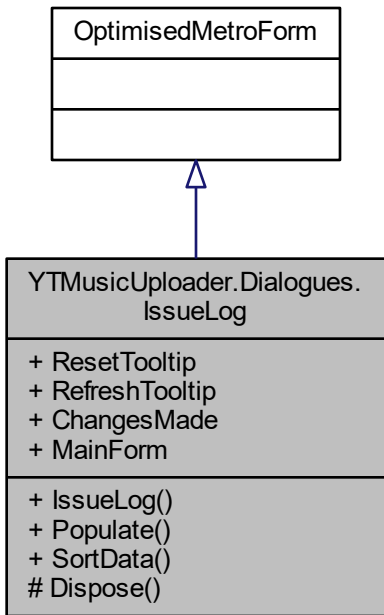 OptimisedMetroForm
YTMusicUploader.Dialogues.
IssueLog
+ ResetTooltip
+ RefreshTooltip
+ ChangesMade
+ MainForm
+ IssueLog()
+ Populate()
+ SortData()
# Dispose()